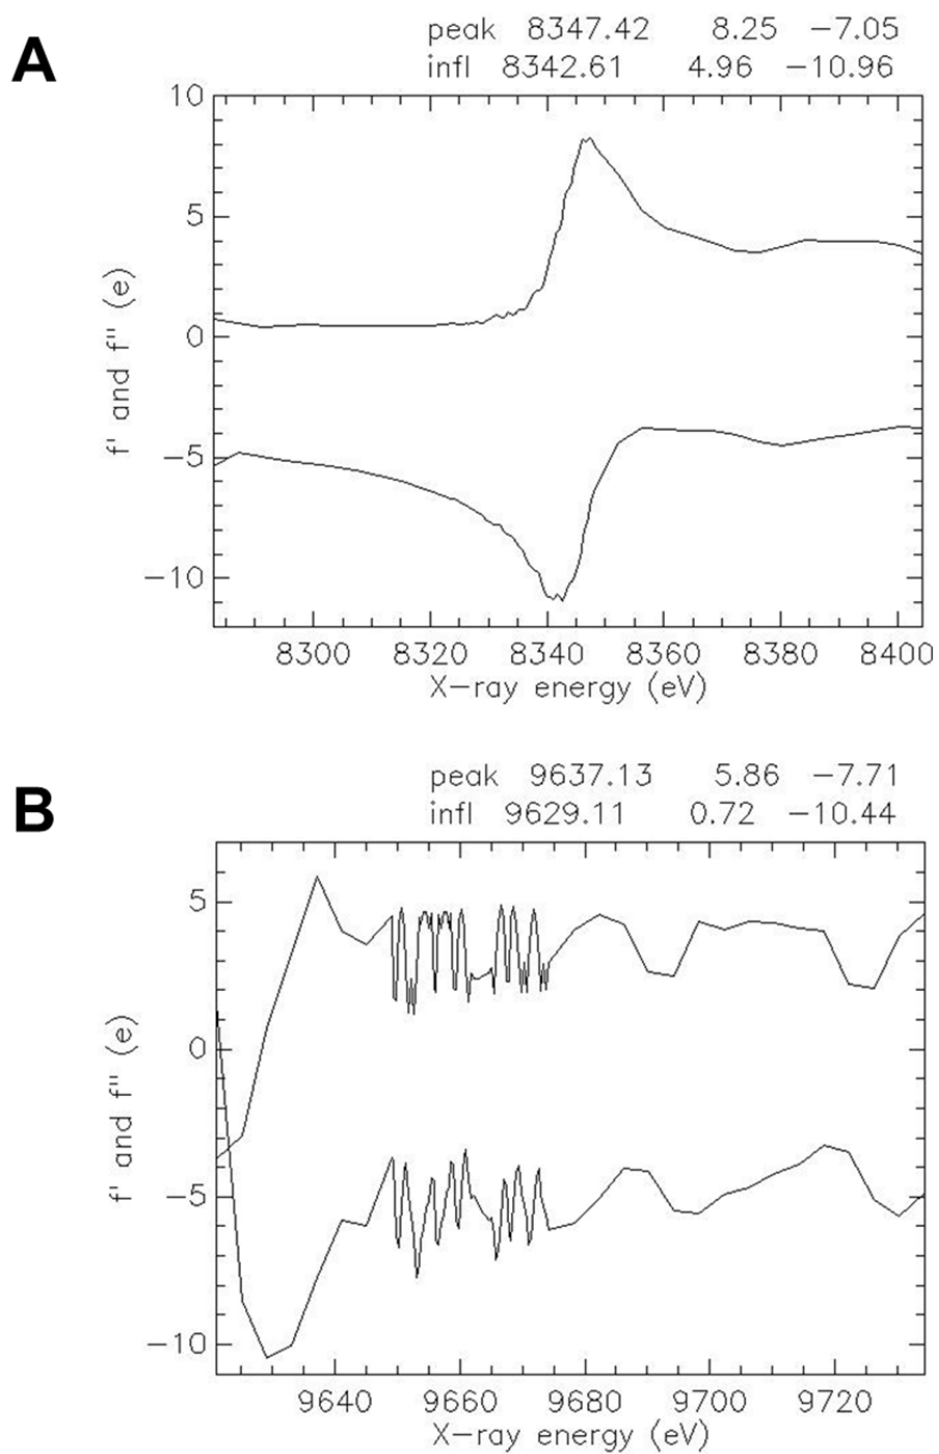 A
peak 8347.42 8.25 −7.05
infl 8342.61 4.96 −10.96
10
5
0
−5
−10
f' and f'' (e)
8300 8320 8340 8360 8380 8400
X−ray energy (eV)
B
peak 9637.13 5.86 −7.71
infl 9629.11 0.72 −10.44
5
0
−5
−10
f' and f'' (e)
9640 9660 9680 9700 9720
X−ray energy (eV)